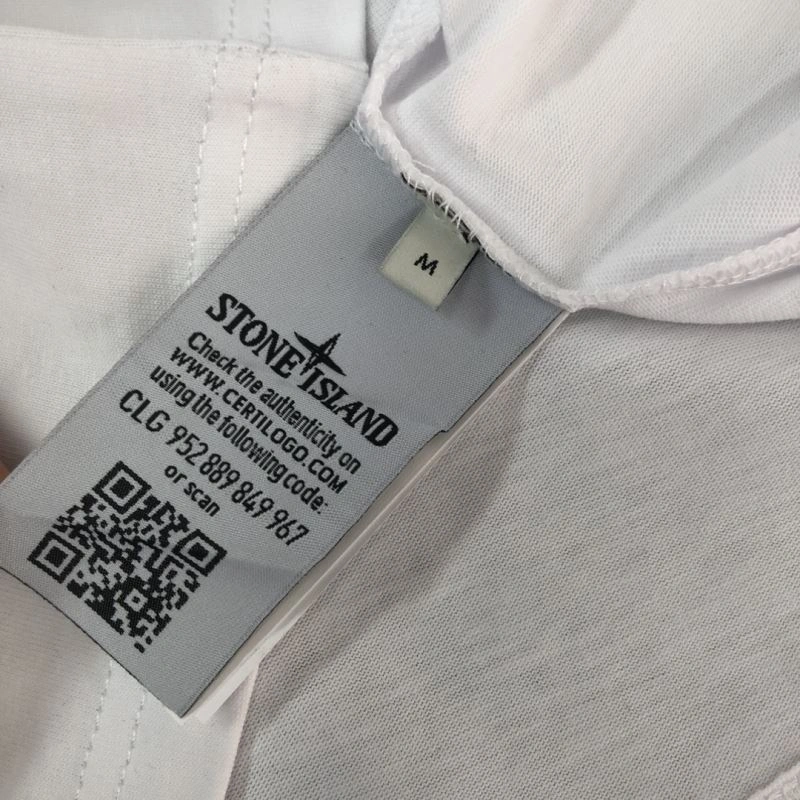 M
STONE ISLAND
Check the authenticity on
WWW.CERTILOGO.COM
using the following code:
CLG 952 889 849 967
or scan